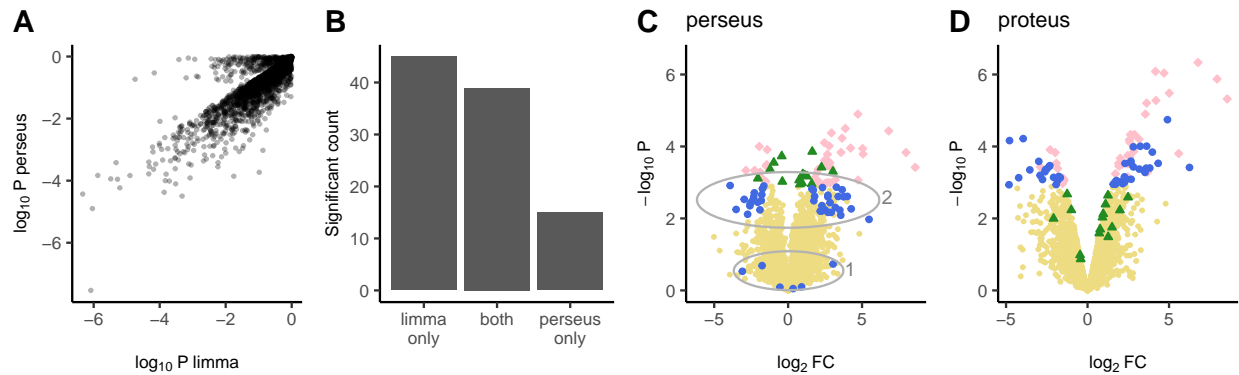 A
log₁₀ P perseus
0
−2
−4
−6
−6
−4
−2
0
log₁₀ P limma
B
Significant count
40
30
20
10
0
limma
only
both
perseus
only
C
perseus
−log₁₀ P
6
4
2
0
2
1
−5
0
5
log₂ FC
D
proteus
−log₁₀ P
6
4
2
0
−5
0
5
log₂ FC